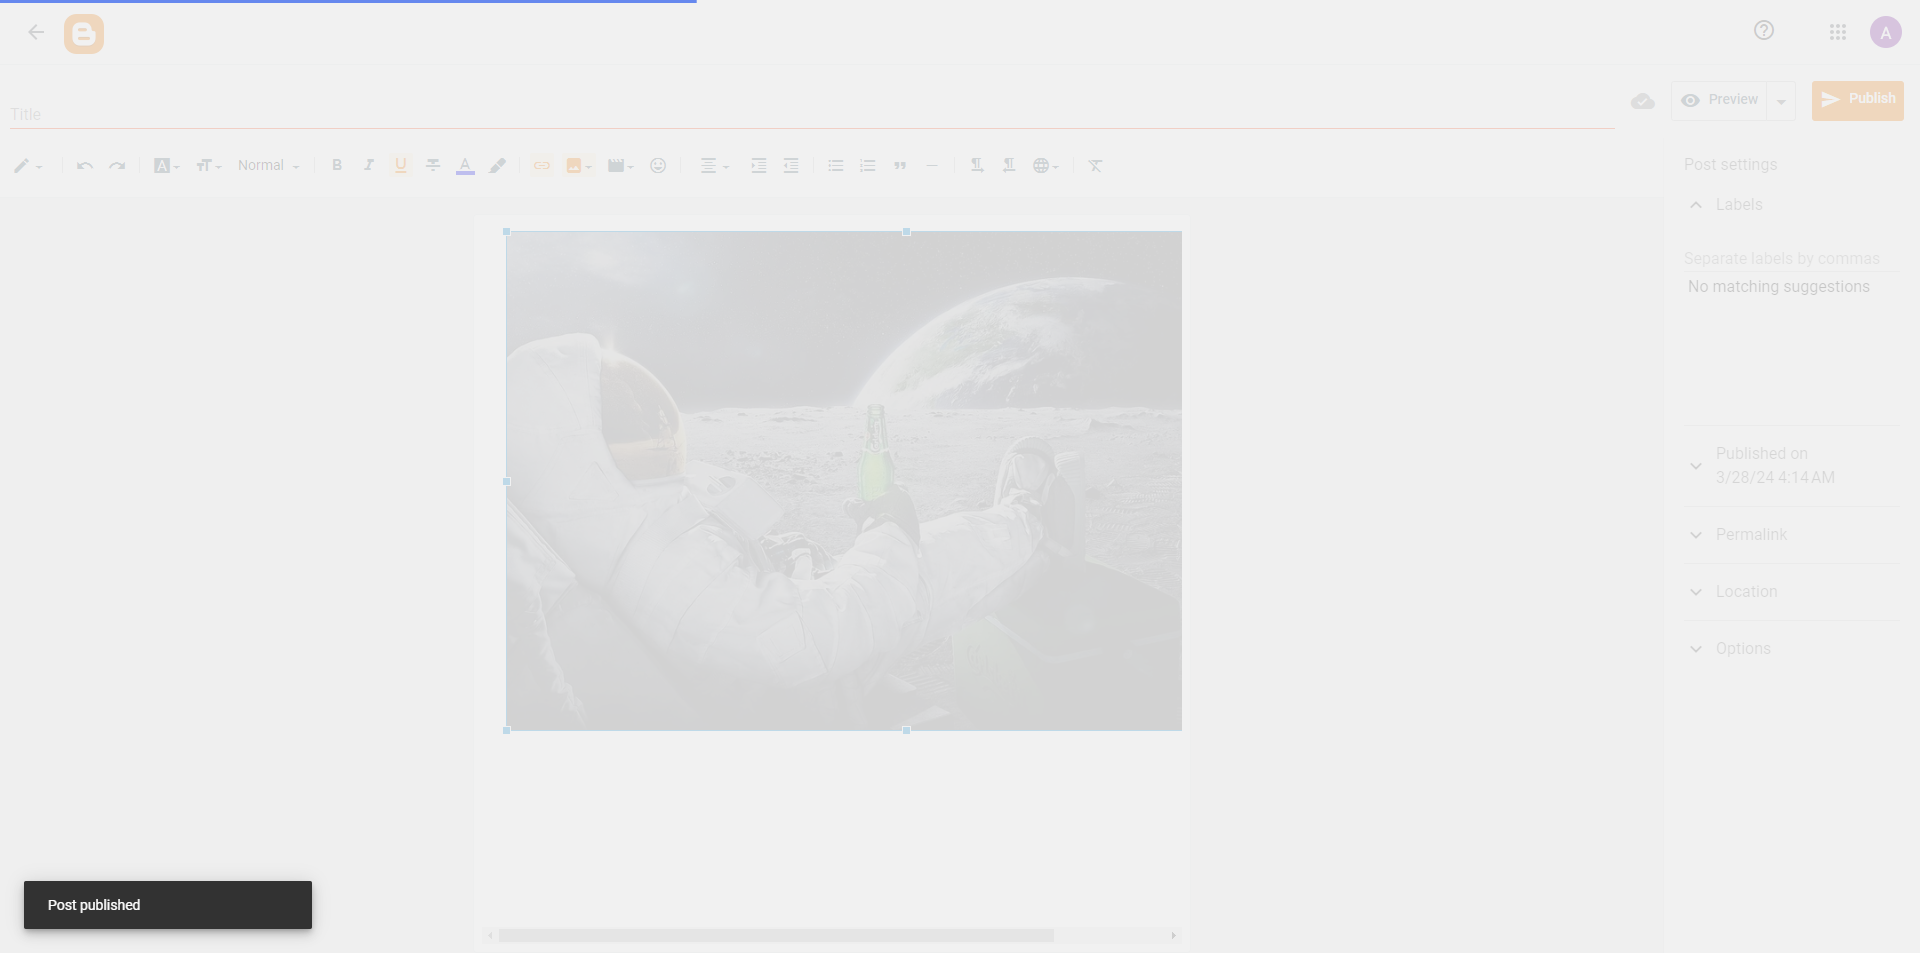 A
Title
Preview
Publish
Normal
B
I
U
A
Post settings
Labels
Separate labels by commas
No matching suggestions
Published on
3/28/24 4:14 AM
Permalink
Location
Options
Post published